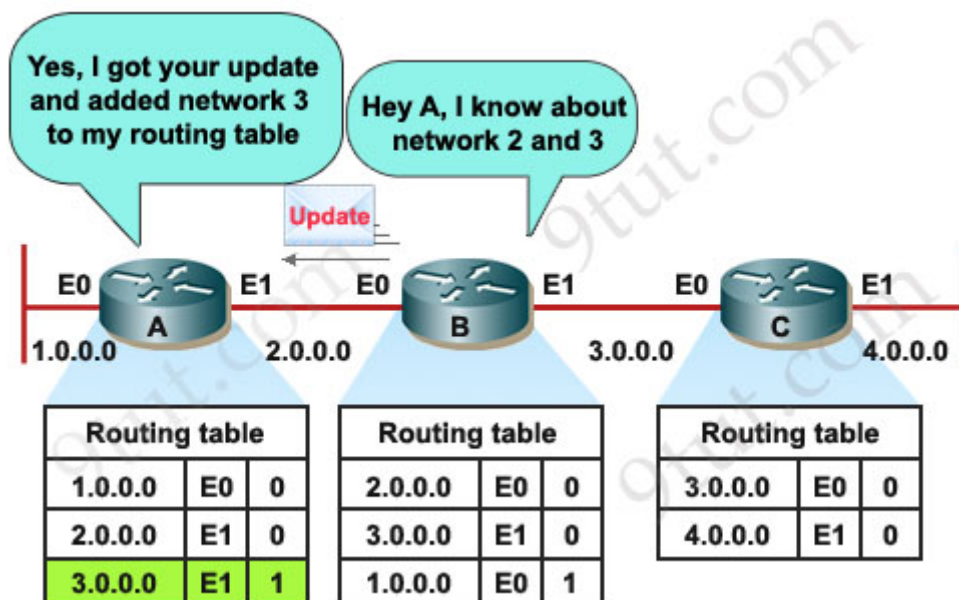 Yes, I got your update
and added network 3
to my routing table
Hey A, I know about
network 2 and 3
Update
E0 E1 E0 E1 E0 E1
A B C
1.0.0.0 2.0.0.0 3.0.0.0 4.0.0.0
Routing table
1.0.0.0 E0 0
2.0.0.0 E1 0
3.0.0.0 E1 1
Routing table
2.0.0.0 E0 0
3.0.0.0 E1 0
1.0.0.0 E0 1
Routing table
3.0.0.0 E0 0
4.0.0.0 E1 0
9tut.com
9tut.com
9tut.com